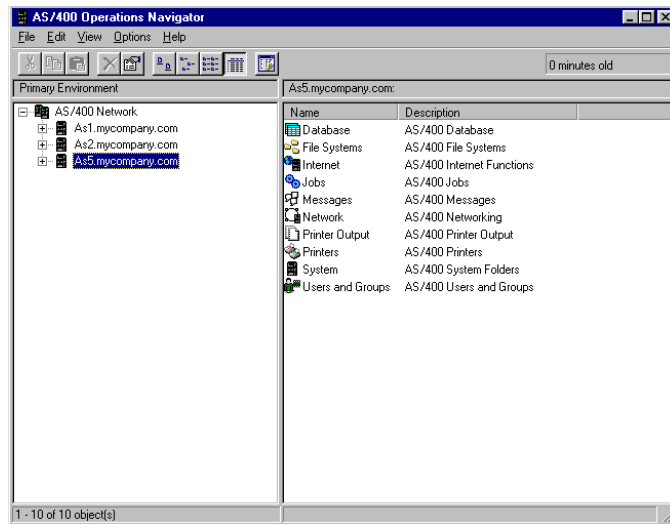 AS/400 Operations Navigator
File Edit View Options Help
0 minutes old
Primary Environment
As5.mycompany.com:
AS/400 Network
As1.mycompany.com
As2.mycompany.com
As5.mycompany.com
Name Description
Database AS/400 Database
File Systems AS/400 File Systems
Internet AS/400 Internet Functions
Jobs AS/400 Jobs
Messages AS/400 Messages
Network AS/400 Networking
Printer Output AS/400 Printer Output
Printers AS/400 Printers
System AS/400 System Folders
Users and Groups AS/400 Users and Groups
1 - 10 of 10 object(s)